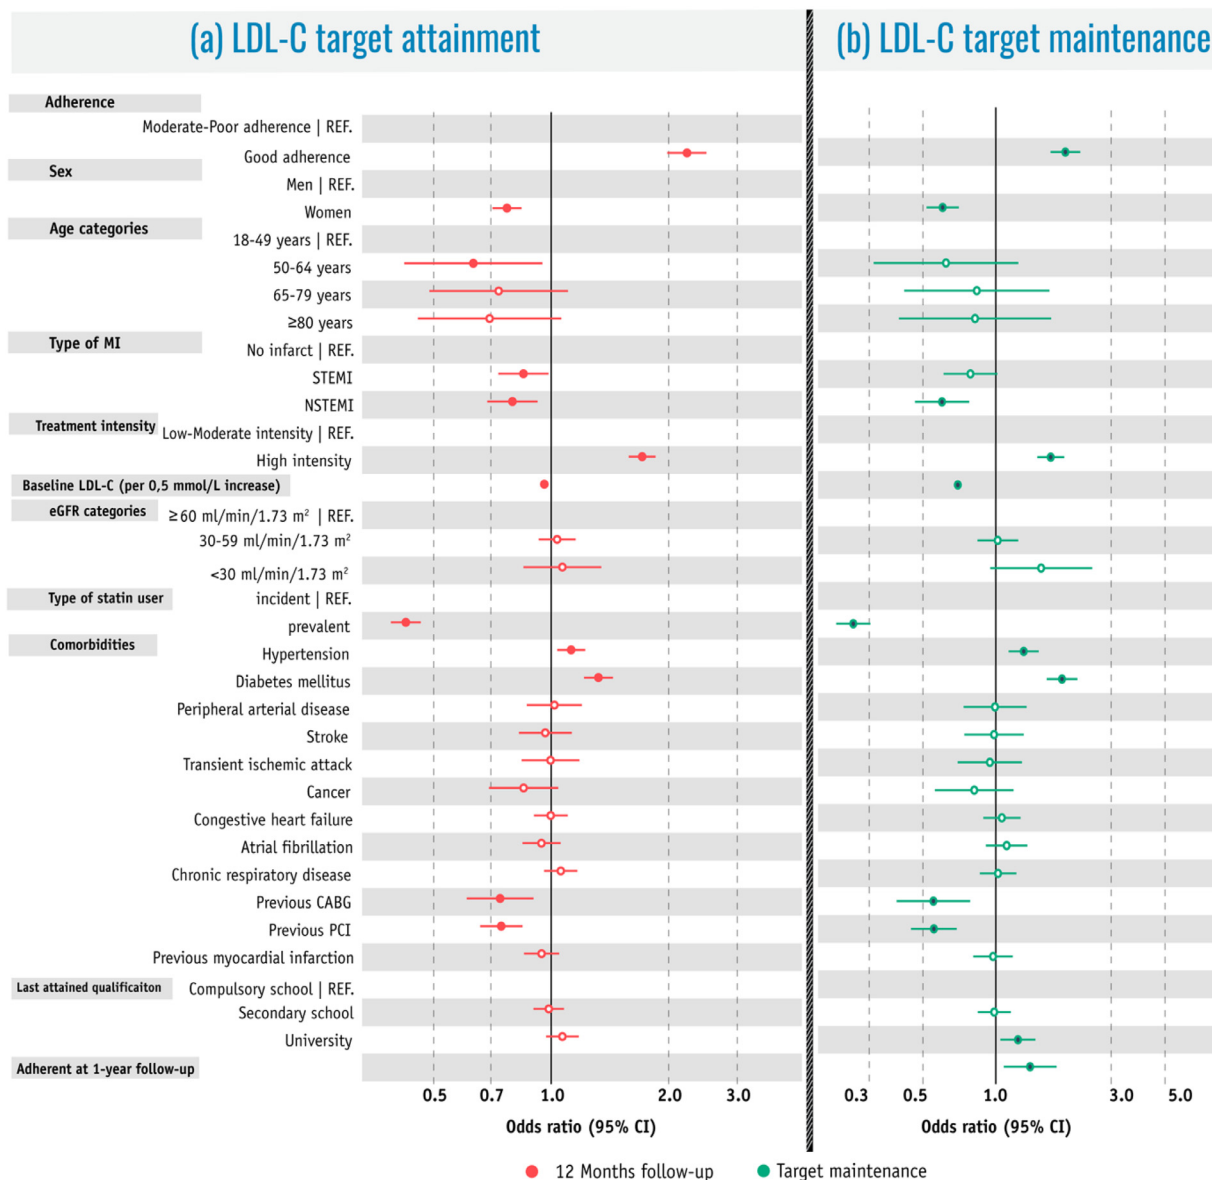 (a) LDL-C target attainment
(b) LDL-C target maintenance
Adherence
Moderate-Poor adherence | REF.
Good adherence
Sex
Men | REF.
Women
Age categories
18-49 years | REF.
50-64 years
65-79 years
≥80 years
Type of MI
No infarct | REF.
STEMI
NSTEMI
Treatment intensity
Low-Moderate intensity | REF.
High intensity
Baseline LDL-C (per 0,5 mmol/L increase)
eGFR categories
≥60 ml/min/1.73 m² | REF.
30-59 ml/min/1.73 m²
<30 ml/min/1.73 m²
Type of statin user
incident | REF.
prevalent
Comorbidities
Hypertension
Diabetes mellitus
Peripheral arterial disease
Stroke
Transient ischemic attack
Cancer
Congestive heart failure
Atrial fibrillation
Chronic respiratory disease
Previous CABG
Previous PCI
Previous myocardial infarction
Last attained qualificaiton
Compulsory school | REF.
Secondary school
University
Adherent at 1-year follow-up
0.5 0.7 1.0 2.0 3.0
0.3 0.5 1.0 3.0 5.0
Odds ratio (95% CI)
Odds ratio (95% CI)
12 Months follow-up
Target maintenance